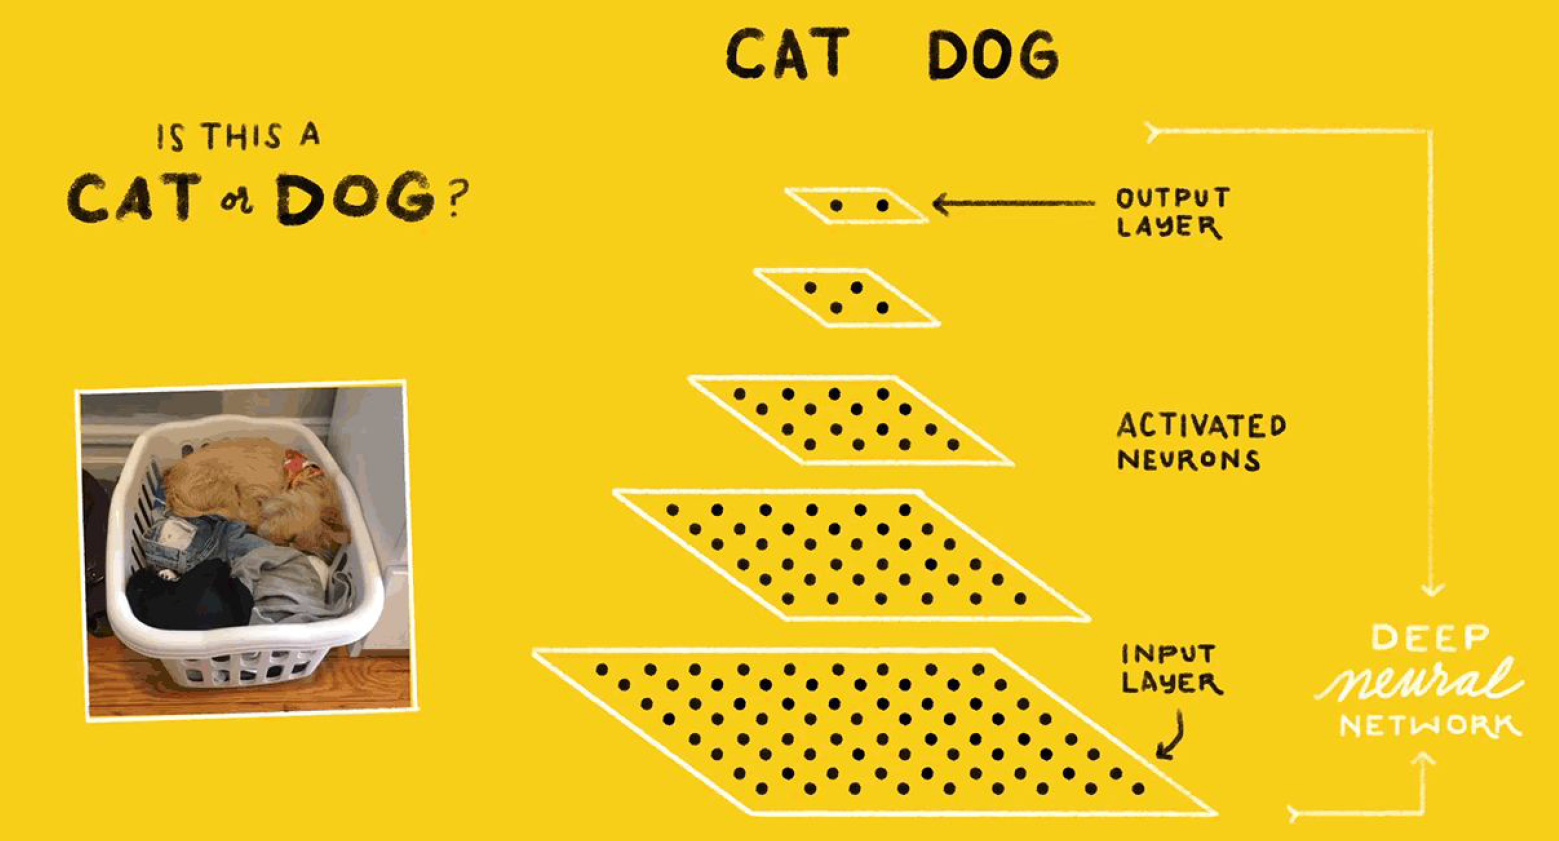 CAT DOG
IS THIS A
CAT or DOG?
OUTPUT
LAYER
ACTIVATED
NEURONS
INPUT
LAYER
DEEP
neural
NETWORK